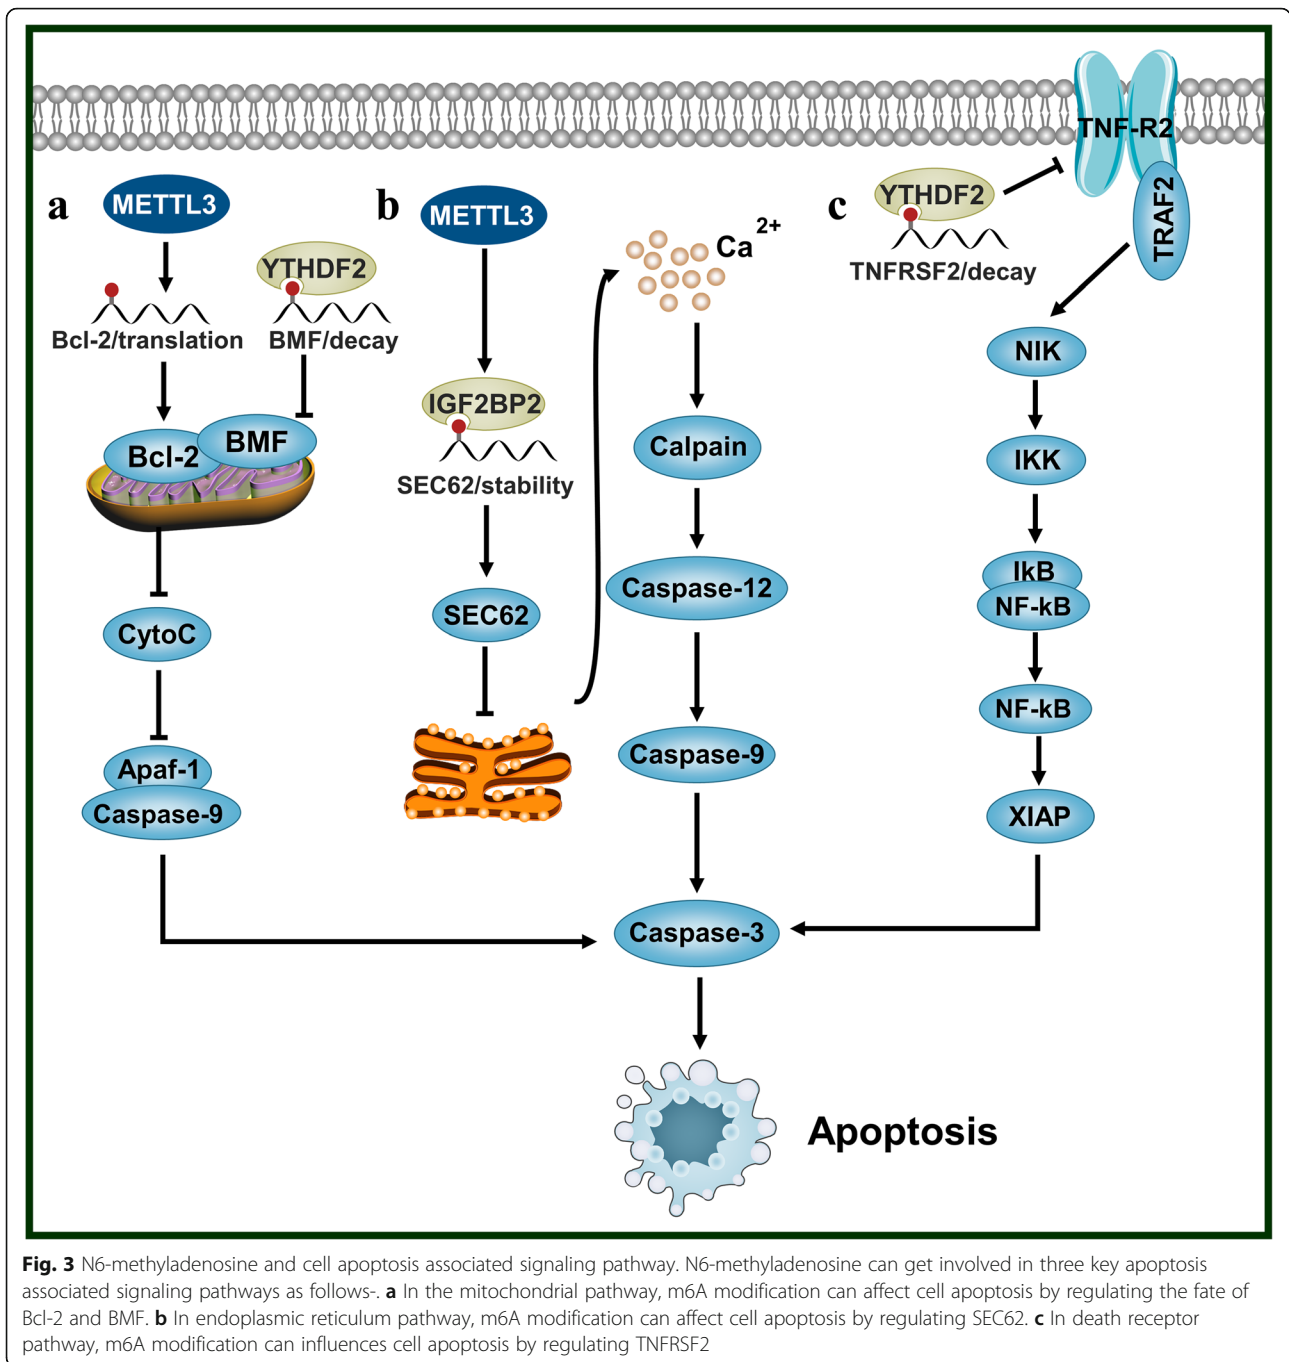 TNF-R2
TRAF2
a
METTL3
YTHDF2
Bcl-2/translation
BMF/decay
Bcl-2
BMF
CytoC
Apaf-1
Caspase-9
b
METTL3
IGF2BP2
SEC62/stability
SEC62
Ca 2+
Calpain
Caspase-12
Caspase-9
Caspase-3
c
YTHDF2
TNFRSF2/decay
NIK
IKK
IkB
NF-kB
NF-kB
XIAP
Apoptosis
Fig. 3 N6-methyladenosine and cell apoptosis associated signaling pathway. N6-methyladenosine can get involved in three key apoptosis
associated signaling pathways as follows-. a In the mitochondrial pathway, m6A modification can affect cell apoptosis by regulating the fate of
Bcl-2 and BMF. b In endoplasmic reticulum pathway, m6A modification can affect cell apoptosis by regulating SEC62. c In death receptor
pathway, m6A modification can influences cell apoptosis by regulating TNFRSF2